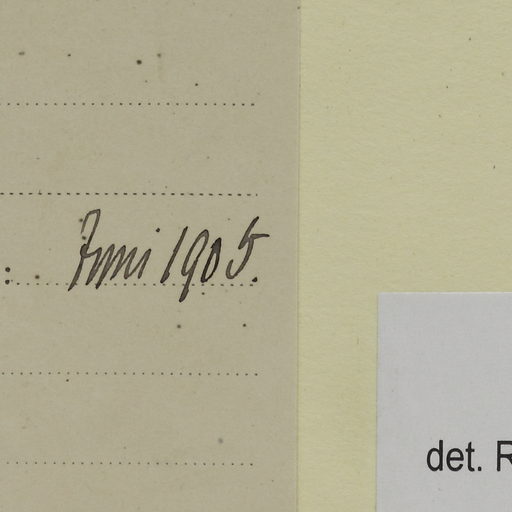 : Juni 1905.
det. R